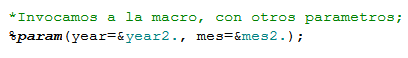 *Invocamos a la macro, con otros parametros;
%param(year=&year2., mes=&mes2.);